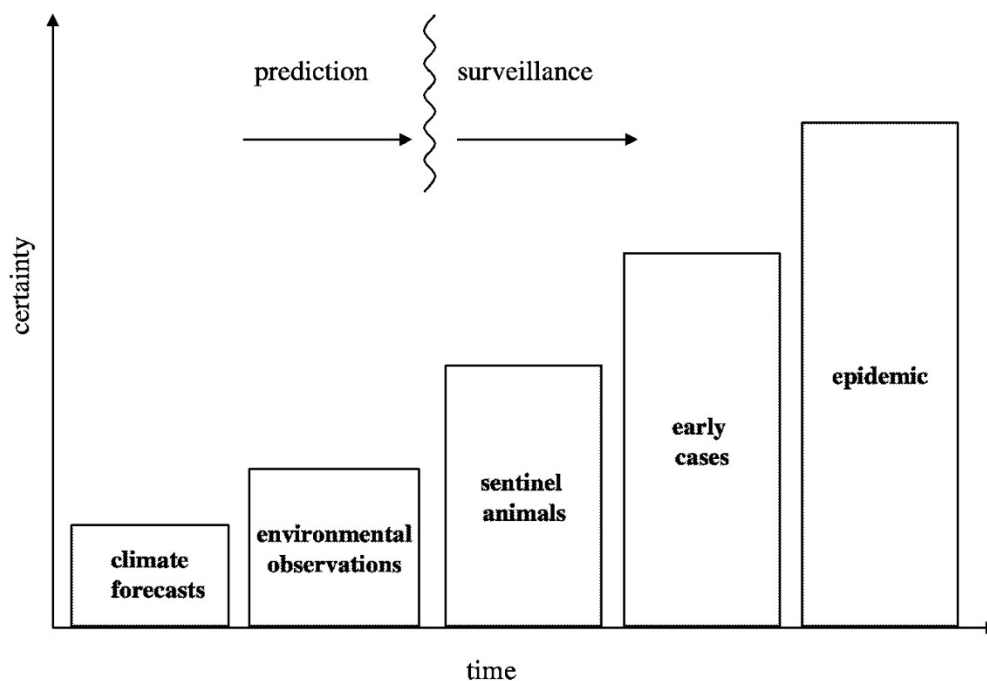 prediction
surveillance
certainty
climate
forecasts
environmental
observations
sentinel
animals
early
cases
epidemic
time